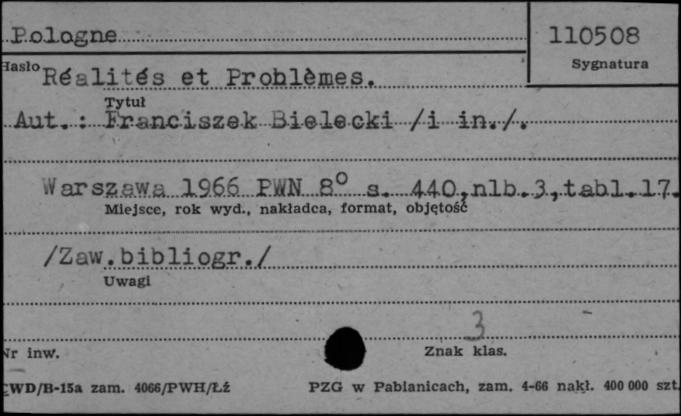 Pologne
110508
Hasło
Sygnatura
Réalités et Problèmes.
Tytuł
Aut.: Franciszek Bielecki /i in./.
Warszawa 1966 PWN 8° s. 440,nlb.3,tabl.17.
Miejsce, rok wyd., nakładca, format, objętość
/Zaw.bibliogr./
Uwagi
3
Nr inw.
Znak klas.
CWD/B-15a zam. 4066/PWH/Łź
PZG w Pabianicach, zam. 4-66 nakł. 400 000 szt.